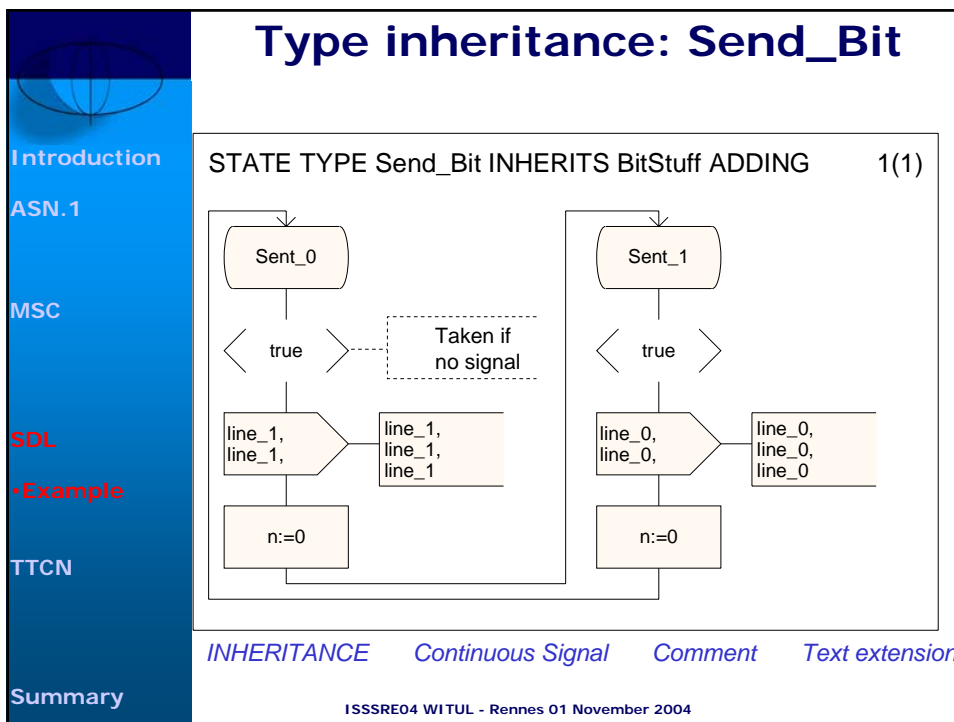 Type inheritance: Send_Bit
Introduction
ASN.1
MSC
SDL
•Example
TTCN
Summary
STATE TYPE Send_Bit INHERITS BitStuff ADDING 1(1)
Sent_0
true
Taken if
no signal
line_1,
line_1,
line_1,
line_1,
line_1
n:=0
Sent_1
true
line_0,
line_0,
line_0,
line_0,
line_0
n:=0
INHERITANCE Continuous Signal Comment Text extension
ISSSRE04 WITUL - Rennes 01 November 2004